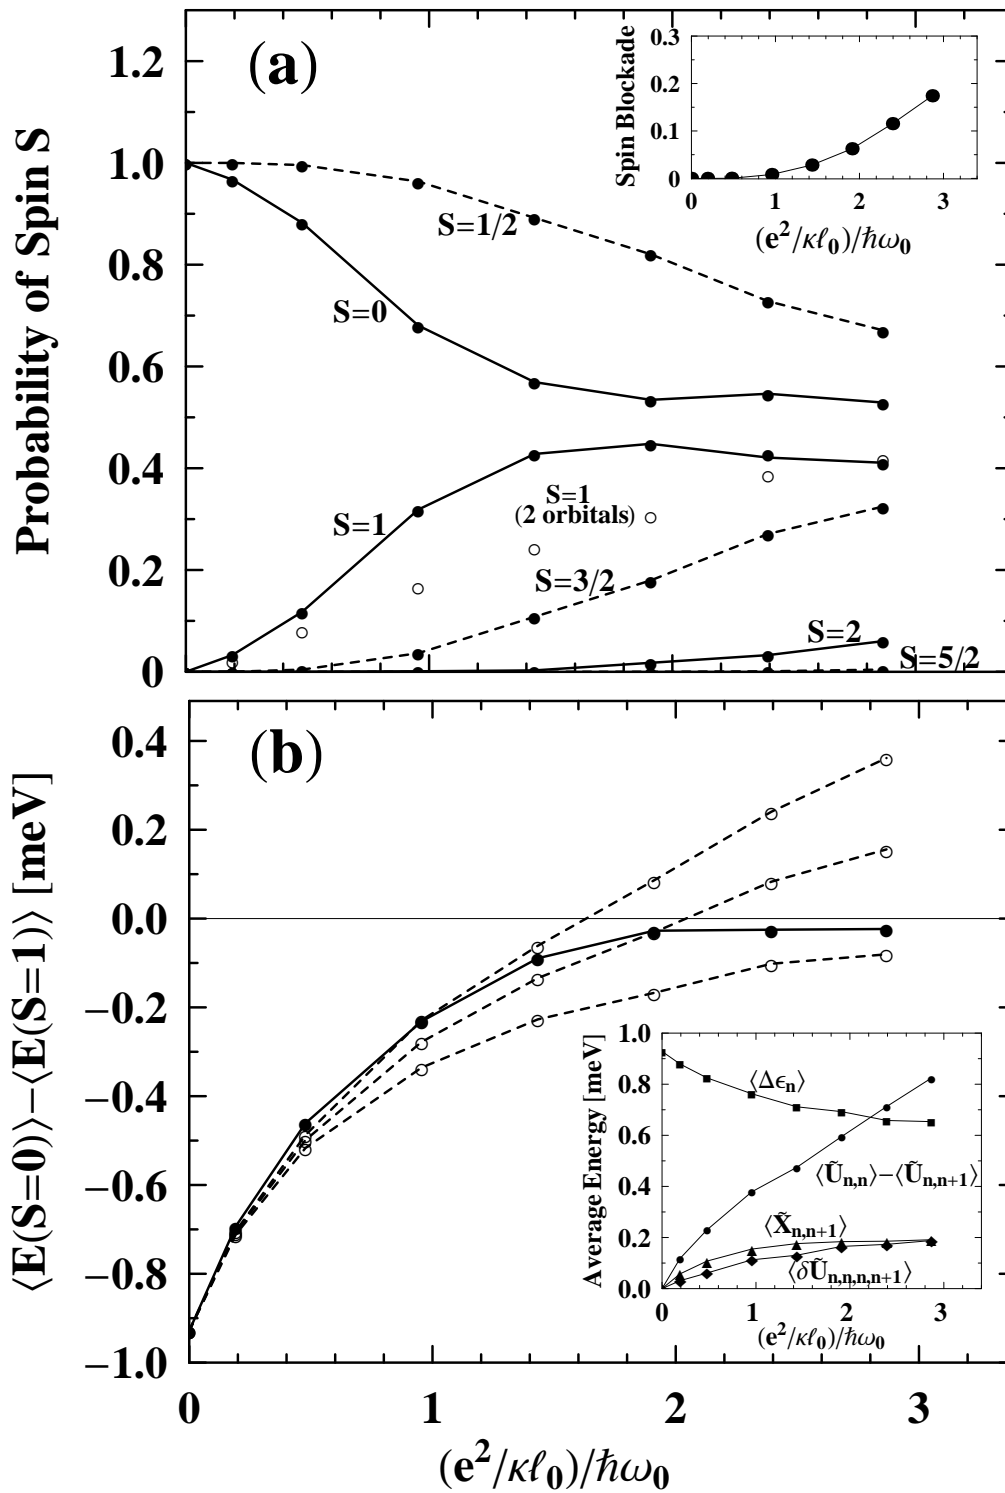 (a)
Probability of Spin S
1.2
1.0
0.8
0.6
0.4
0.2
0
S=1/2
S=0
S=1
S=1
(2 orbitals)
S=3/2
S=2
S=5/2
Spin Blockade
0.3
0.2
0.1
0
0 1 2 3
(e²/κℓ₀)/ħω₀
(b)
⟨E(S=0)⟩−⟨E(S=1)⟩ [meV]
0.4
0.2
0.0
−0.2
−0.4
−0.6
−0.8
−1.0
0 1 2 3
(e²/κℓ₀)/ħω₀
Average Energy [meV]
1.0
0.8
0.6
0.4
0.2
0.0
⟨Δϵₙ⟩
⟨Ũₙ,ₙ⟩−⟨Ũₙ,ₙ₊₁⟩
⟨X̃ₙ,ₙ₊₁⟩
⟨δŨₙ,ₙ,ₙ,ₙ₊₁⟩
0 1 2 3
(e²/κℓ₀)/ħω₀